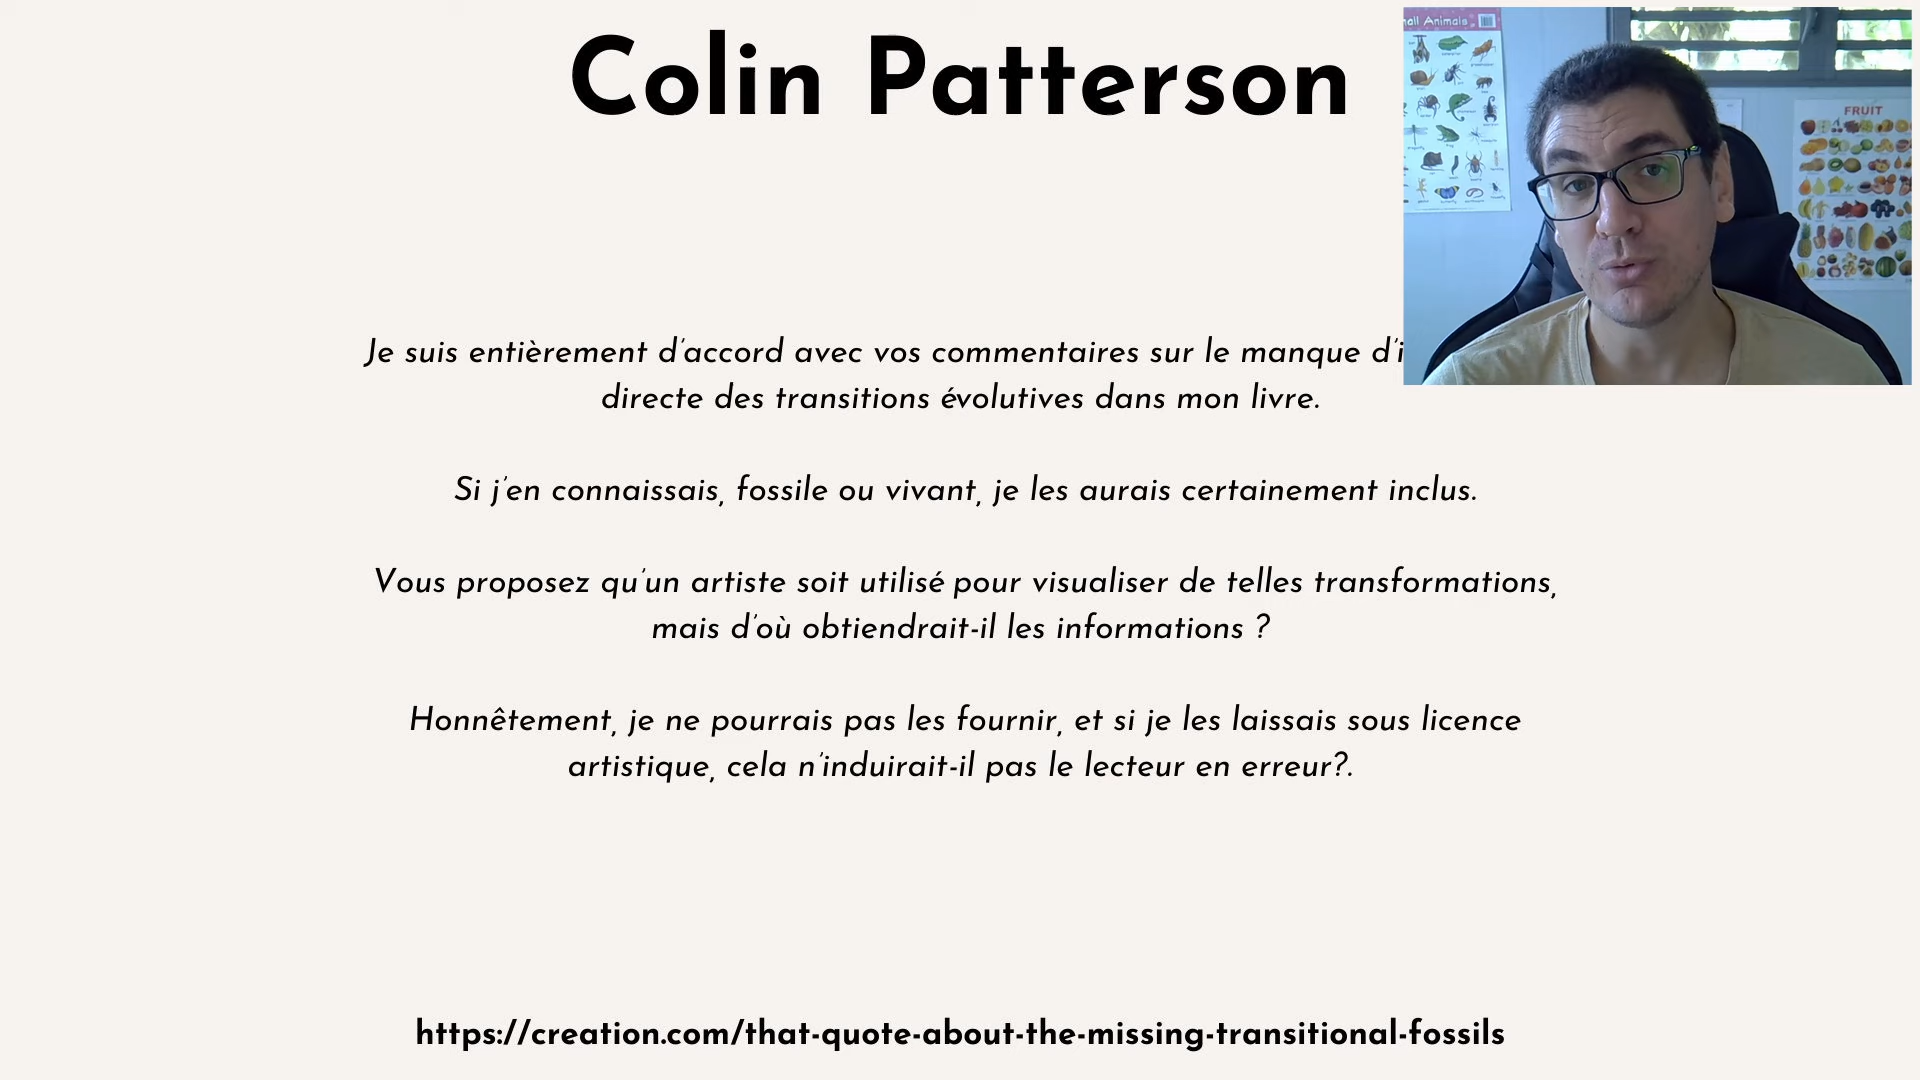 Colin Patterson
Small Animals
FRUIT
Je suis entièrement d'accord avec vos commentaires sur le manque d'i
directe des transitions évolutives dans mon livre.
Si j'en connaissais, fossile ou vivant, je les aurais certainement inclus.
Vous proposez qu'un artiste soit utilisé pour visualiser de telles transformations,
mais d'où obtiendrait-il les informations ?
Honnêtement, je ne pourrais pas les fournir, et si je les laissais sous licence
artistique, cela n'induirait-il pas le lecteur en erreur?.
https://creation.com/that-quote-about-the-missing-transitional-fossils